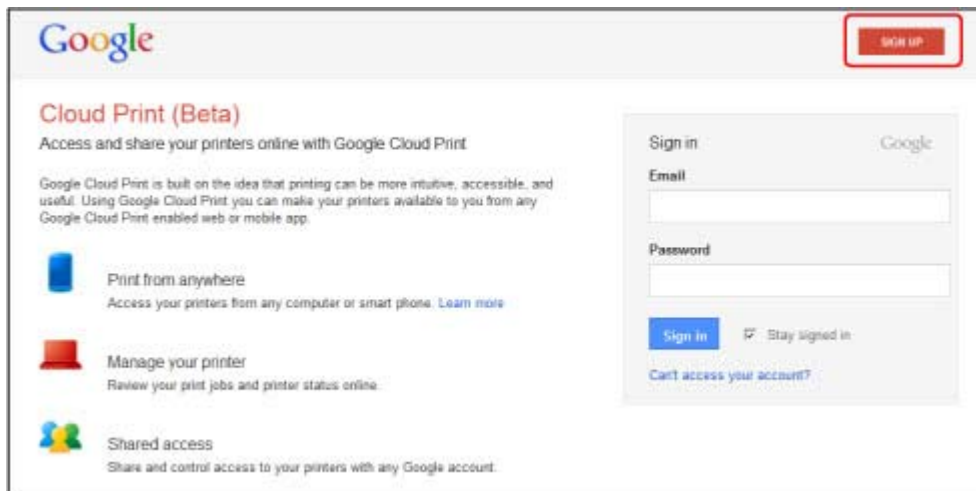 Google
SIGN UP
Cloud Print (Beta)
Access and share your printers online with Google Cloud Print
Google Cloud Print is built on the idea that printing can be more intuitive, accessible, and
useful. Using Google Cloud Print you can make your printers available to you from any
Google Cloud Print enabled web or mobile app.
Print from anywhere
Access your printers from any computer or smart phone. Learn more
Manage your printer
Review your print jobs and printer status online.
Shared access
Share and control access to your printers with any Google account.
Sign in Google
Email
Password
Sign in Stay signed in
Can't access your account?